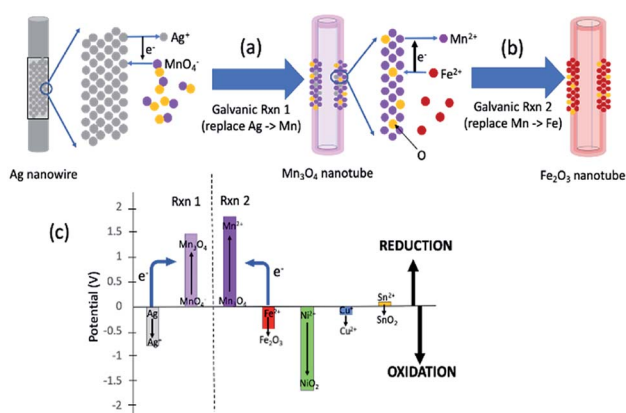 Ag⁺
e⁻
MnO₄⁻
Ag nanowire
(a)
Galvanic Rxn 1
(replace Ag -> Mn)
Mn₃O₄ nanotube
Mn²⁺
e⁻
Fe²⁺
O
(b)
Galvanic Rxn 2
(replace Mn -> Fe)
Fe₂O₃ nanotube
(c)
Rxn 1
Rxn 2
Potential (V)
2
1.5
1
0.5
0
-0.5
-1
-1.5
-2
e⁻
Ag
Ag⁺
Mn₃O₄
MnO₄⁻
Mn²⁺
Mn₃O₄
e⁻
Fe²⁺
Fe₂O₃
Ni²⁺
NiO₂
Cu⁺
Cu²⁺
Sn²⁺
SnO₂
REDUCTION
OXIDATION